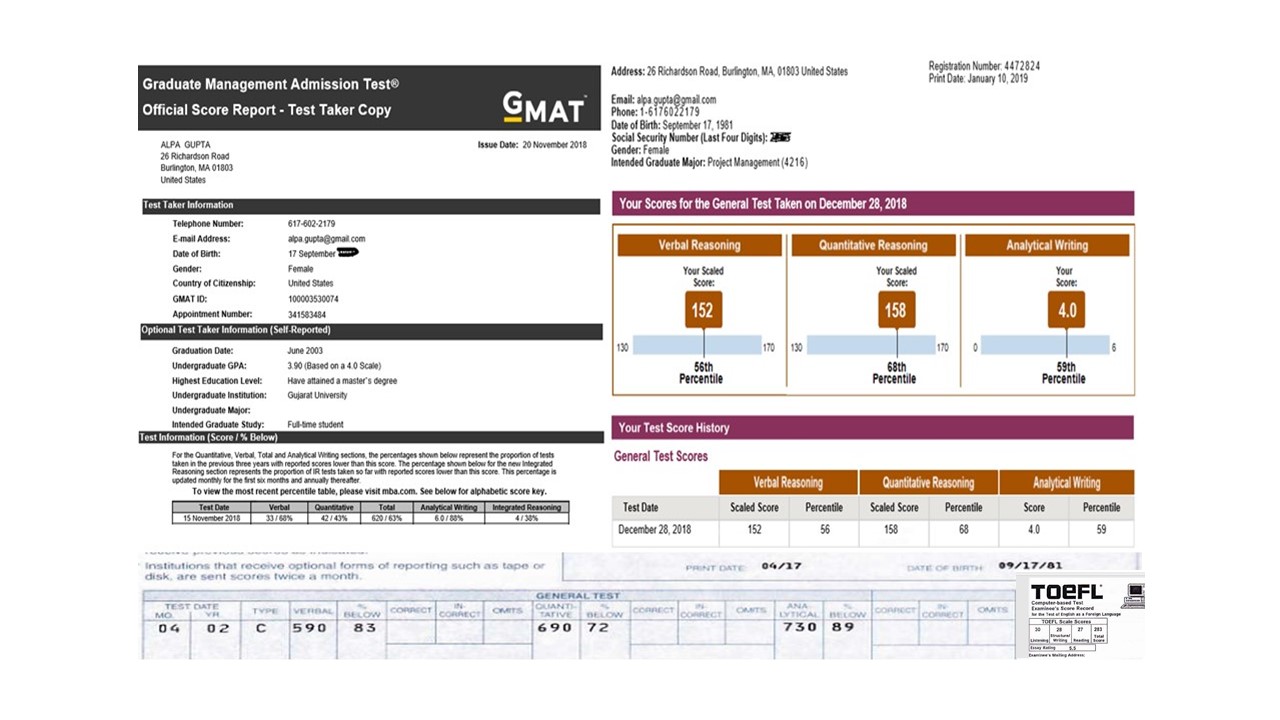 Graduate Management Admission Test®
Official Score Report - Test Taker Copy
GMAT™
ALPA GUPTA
26 Richardson Road
Burlington, MA 01803
United States
Issue Date: 20 November 2018
Test Taker Information
Telephone Number: 617-602-2179
E-mail Address: alpa.gupta@gmail.com
Date of Birth: 17 September
Gender: Female
Country of Citizenship: United States
GMAT ID: 100003530074
Appointment Number: 341583484
Optional Test Taker Information (Self-Reported)
Graduation Date: June 2003
Undergraduate GPA: 3.90 (Based on a 4.0 Scale)
Highest Education Level: Have attained a master's degree
Undergraduate Institution: Gujarat University
Undergraduate Major:
Intended Graduate Study: Full-time student
Test Information (Score / % Below)
For the Quantitative, Verbal, Total and Analytical Writing sections, the percentages shown below represent the proportion of tests
taken in the previous three years with reported scores lower than this score. The percentage shown below for the new Integrated
Reasoning section represents the proportion of IR tests taken so far with reported scores lower than this score. This percentage is
updated monthly for the first six months and annually thereafter.
To view the most recent percentile table, please visit mba.com. See below for alphabetic score key.
Test Date Verbal Quantitative Total Analytical Writing Integrated Reasoning
15 November 2018 33 / 68% 42 / 43% 620 / 63% 6.0 / 88% 4 / 38%
Address: 26 Richardson Road, Burlington, MA, 01803 United States
Registration Number: 4472824
Print Date: January 10, 2019
Email: alpa.gupta@gmail.com
Phone: 1-6176022179
Date of Birth: September 17, 1981
Social Security Number (Last Four Digits):
Gender: Female
Intended Graduate Major: Project Management (4216)
Your Scores for the General Test Taken on December 28, 2018
Verbal Reasoning Quantitative Reasoning Analytical Writing
Your Scaled Your Scaled Your
Score: Score: Score:
152 158 4.0
130 170 130 170 0 6
56th 68th 59th
Percentile Percentile Percentile
Your Test Score History
General Test Scores
Verbal Reasoning Quantitative Reasoning Analytical Writing
Test Date Scaled Score Percentile Scaled Score Percentile Score Percentile
December 28, 2018 152 56 158 68 4.0 59
Institutions that receive optional forms of reporting such as tape or
disk, are sent scores twice a month.
PRINT DATE: 04/17 DATE OF BIRTH: 09/17/81
GENERAL TEST
TEST DATE MO. YR. TYPE VERBAL % BELOW CORRECT IN-CORRECT OMITS QUANTI-TATIVE % BELOW CORRECT IN-CORRECT OMITS ANA-LYTICAL % BELOW CORRECT IN-CORRECT OMITS
04 02 C 590 83 690 72 730 89
TOEFL®
Computer-based Test
Examinee's Score Record
for the Test of English as a Foreign Language
TOEFL Scale Scores
30 28 27 283
Listening Structure/Writing Reading Total Score
Essay Rating 5.5
Examinee's Mailing Address: